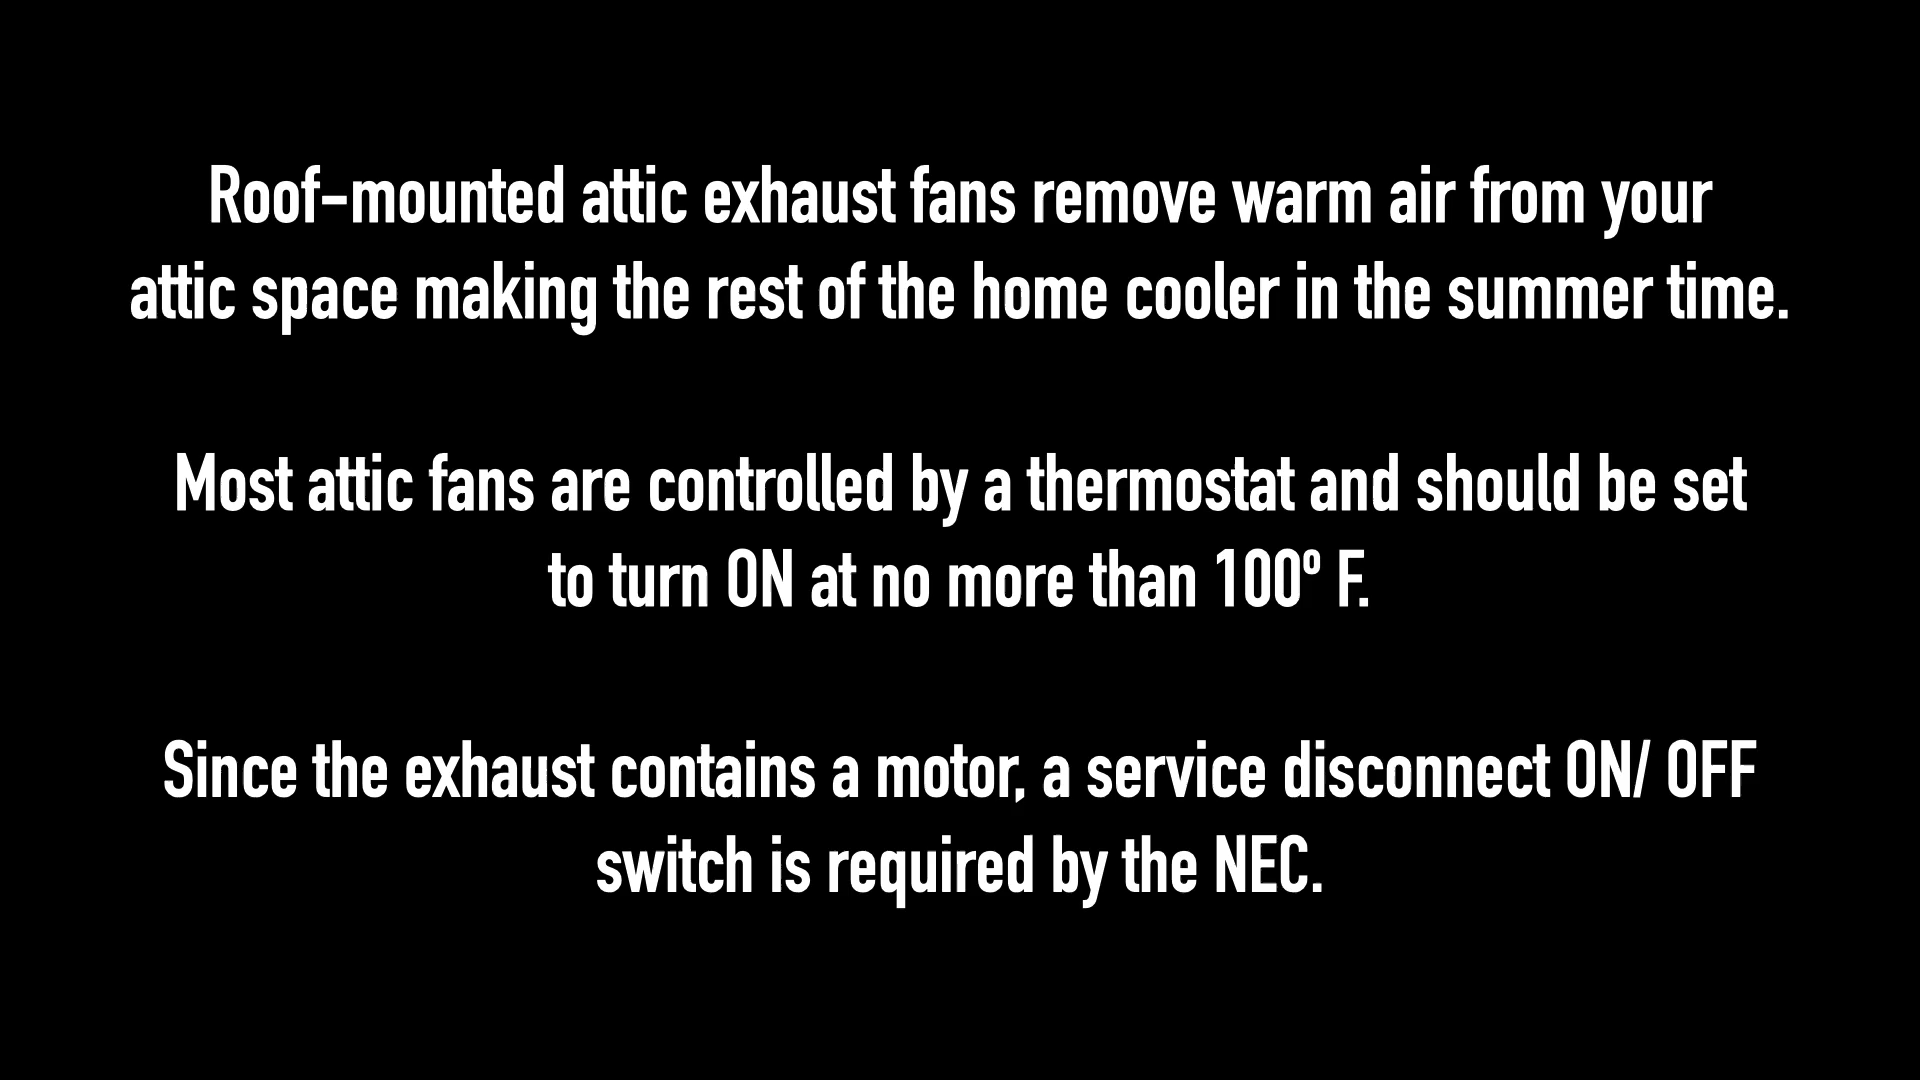 Roof-mounted attic exhaust fans remove warm air from your
attic space making the rest of the home cooler in the summer time.
Most attic fans are controlled by a thermostat and should be set
to turn ON at no more than 100º F.
Since the exhaust contains a motor, a service disconnect ON/ OFF
switch is required by the NEC.